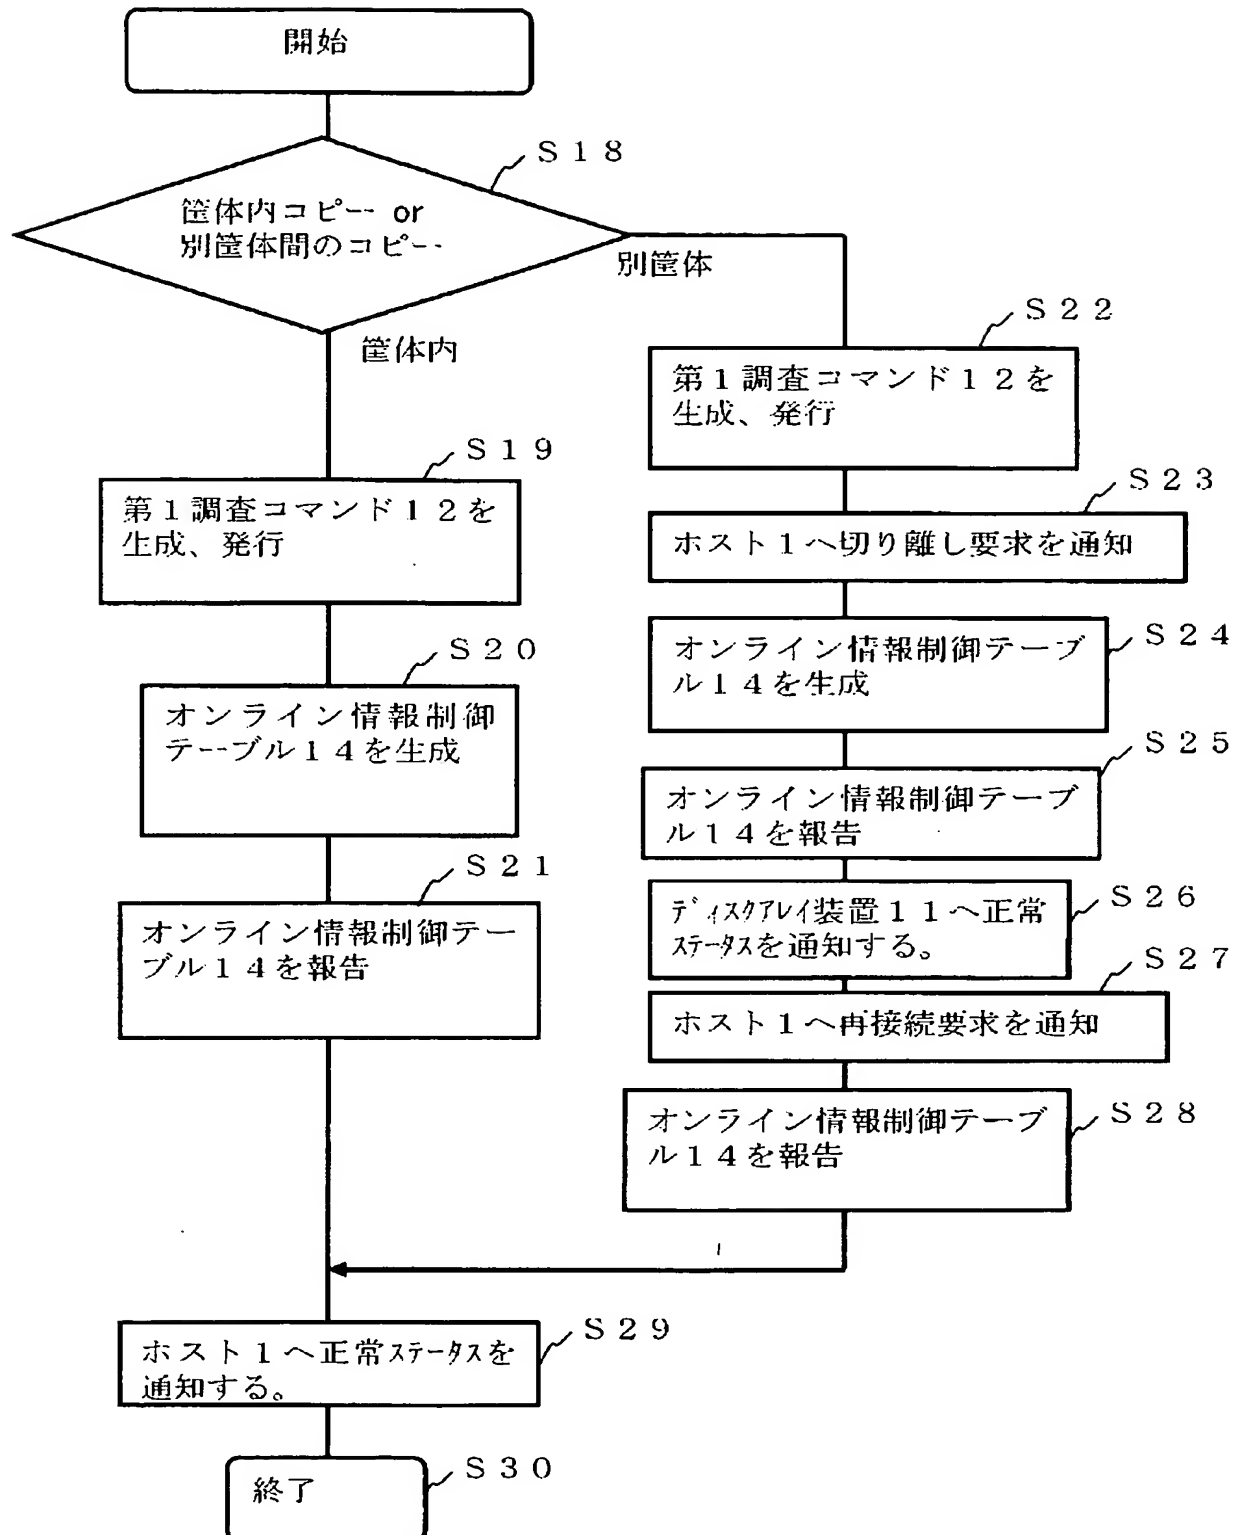 開始
S18
筐体内コピー or
別筐体間のコピー
別筐体
筐体内
S19
第1調査コマンド12を
生成、発行
S20
オンライン情報制御
テーブル14を生成
S21
オンライン情報制御テー
ブル14を報告
S22
第1調査コマンド12を
生成、発行
S23
ホスト1へ切り離し要求を通知
S24
オンライン情報制御テーブ
ル14を生成
S25
オンライン情報制御テーブ
ル14を報告
S26
ディスクアレイ装置11へ正常
ステータスを通知する。
S27
ホスト1へ再接続要求を通知
S28
オンライン情報制御テーブ
ル14を報告
S29
ホスト1へ正常ステータスを
通知する。
S30
終了